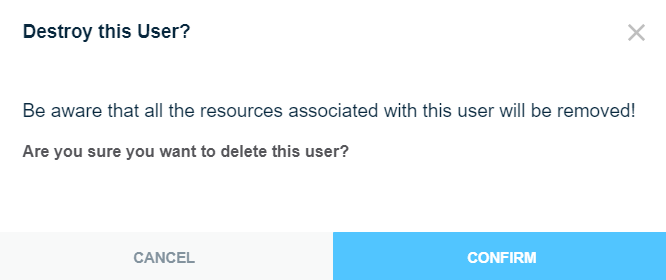 Destroy this User?
Be aware that all the resources associated with this user will be removed!
Are you sure you want to delete this user?
CANCEL
CONFIRM